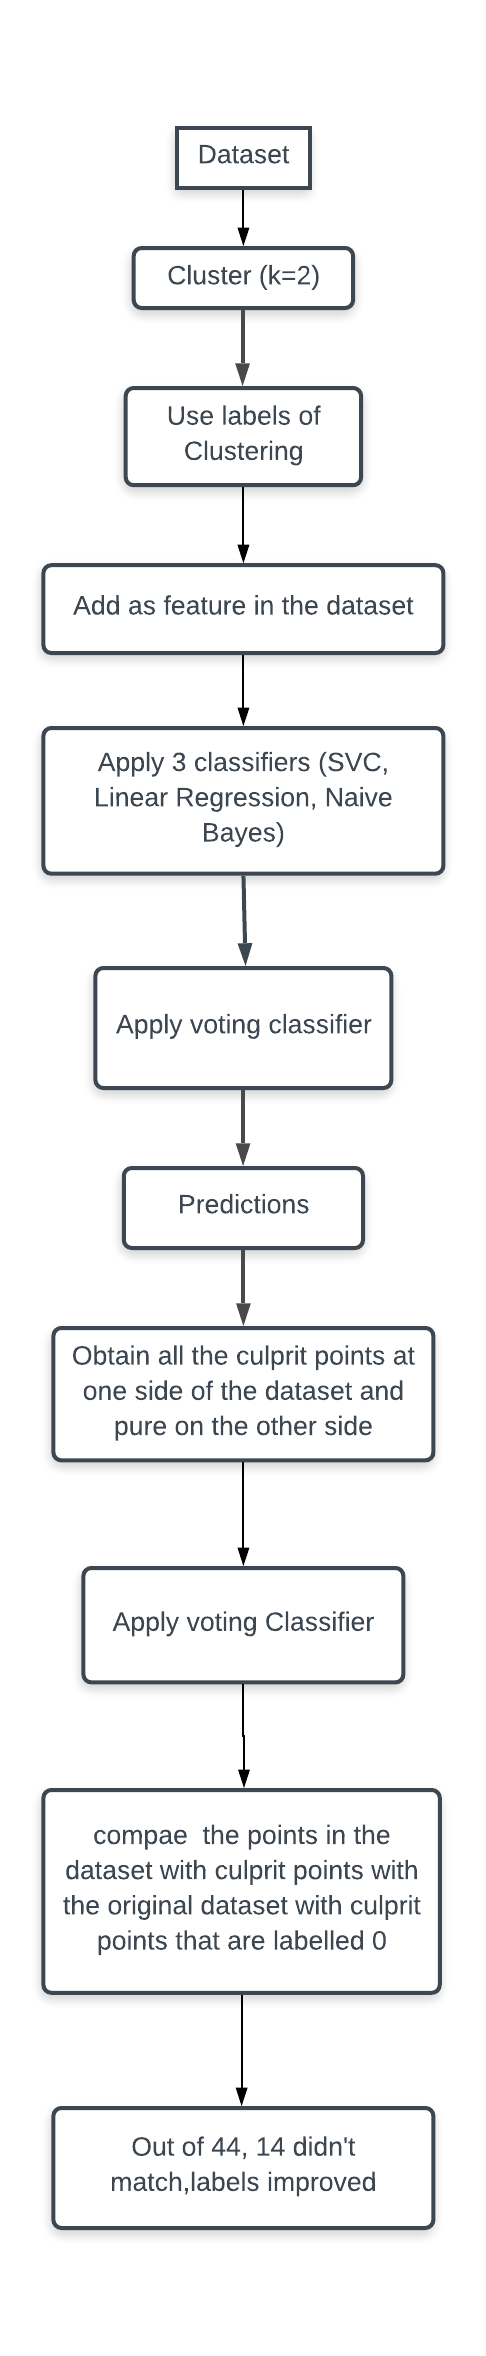 Dataset
Cluster (k=2)
Use labels of
Clustering
Add as feature in the dataset
Apply 3 classifiers (SVC,
Linear Regression, Naive
Bayes)
Apply voting classifier
Predictions
Obtain all the culprit points at
one side of the dataset and
pure on the other side
Apply voting Classifier
compae  the points in the
dataset with culprit points with
the original dataset with culprit
points that are labelled 0
Out of 44, 14 didn't
match,labels improved